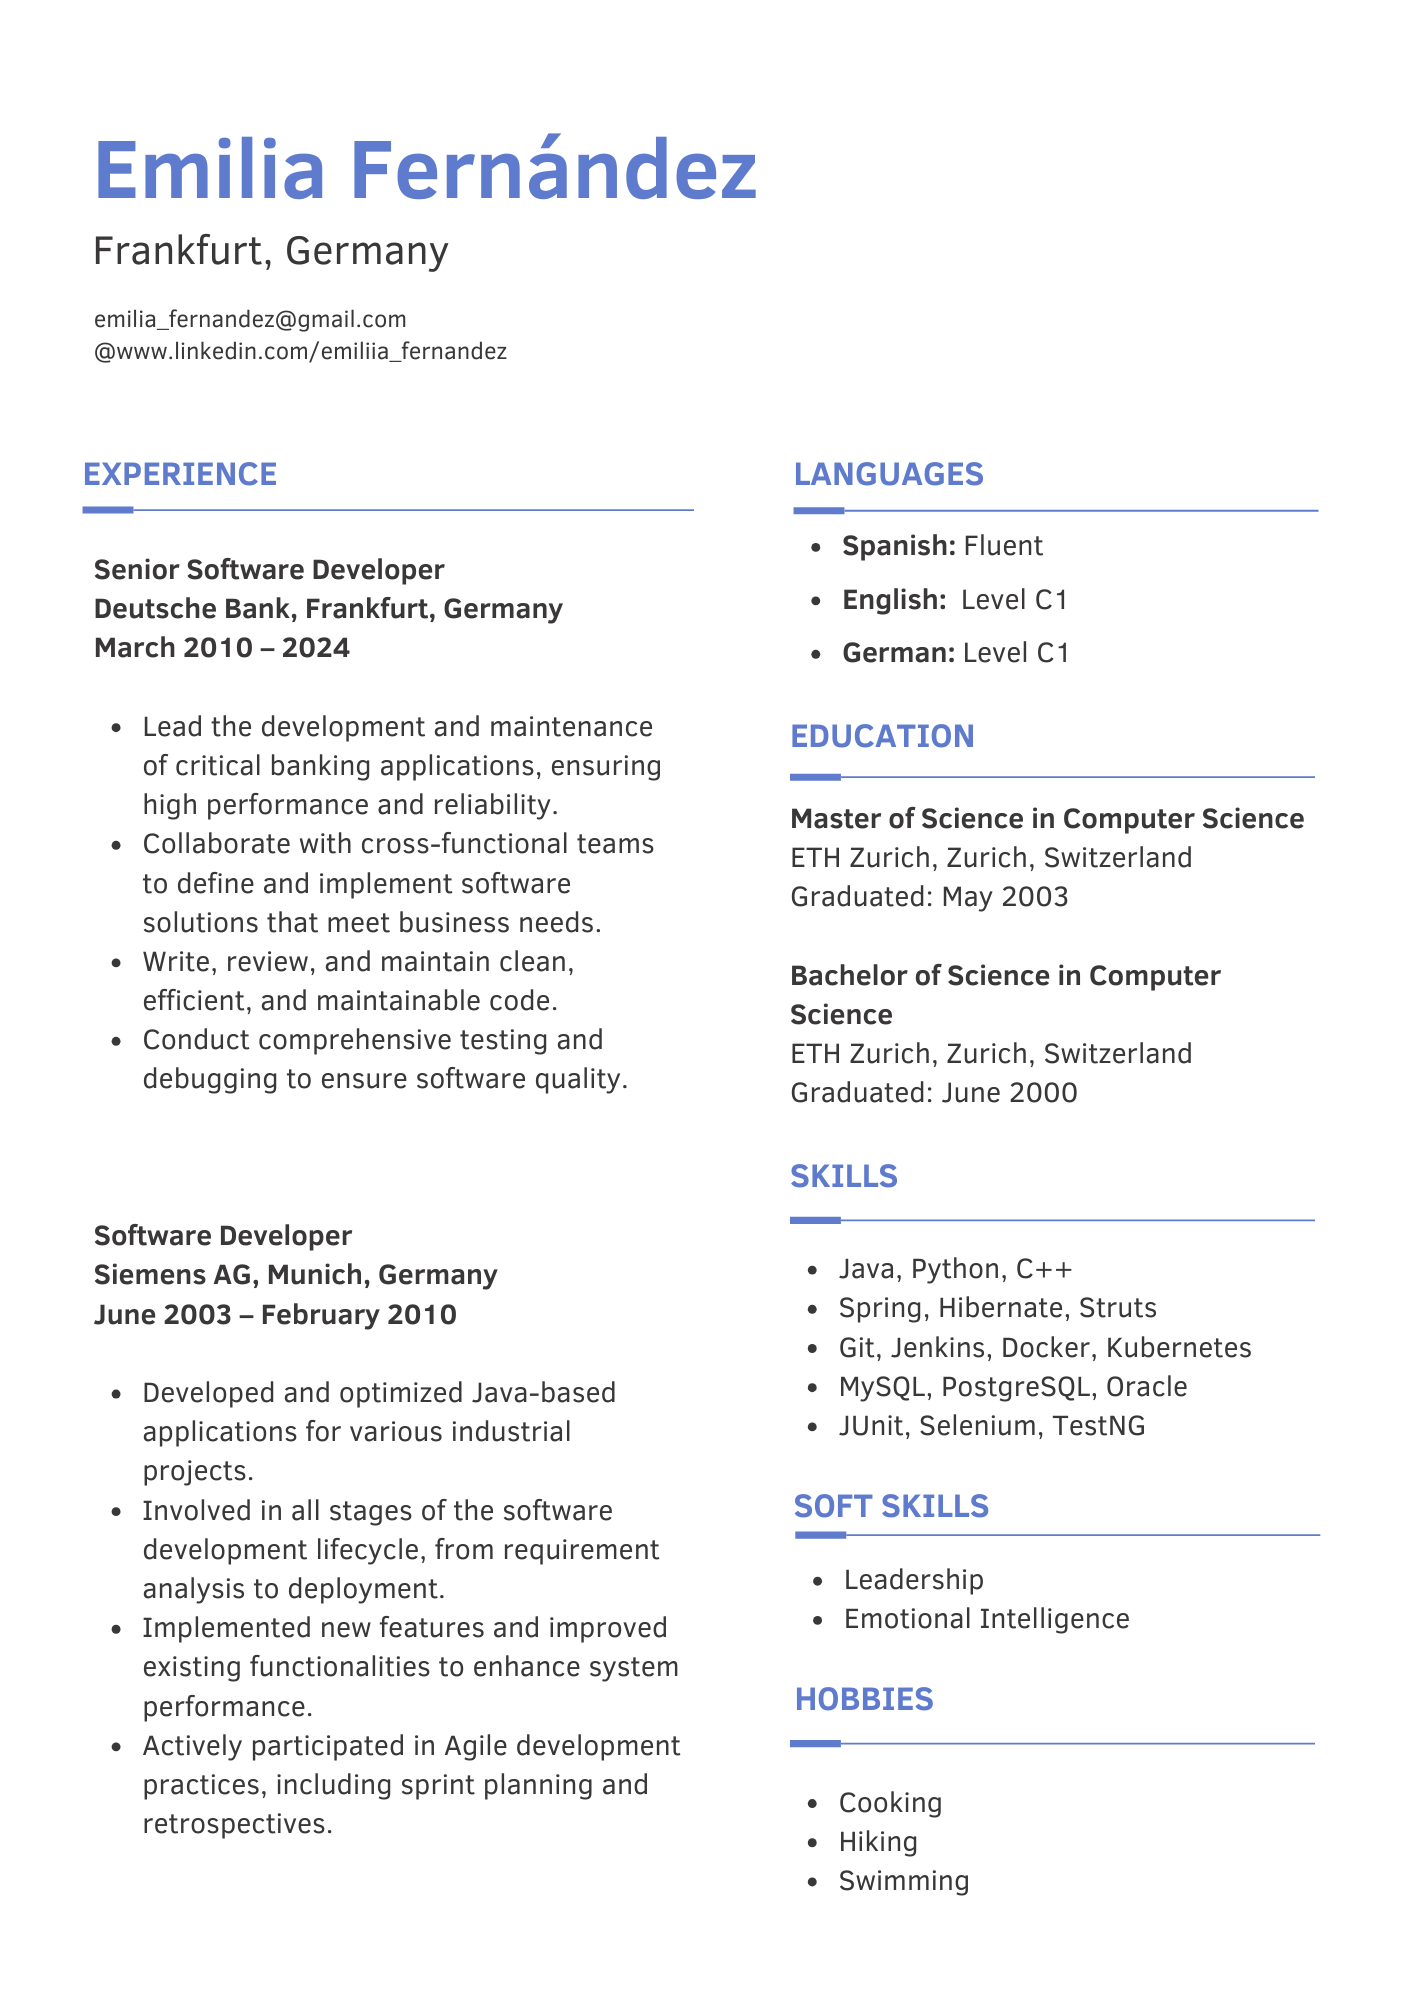 Emilia Fernández
Frankfurt, Germany
emilia_fernandez@gmail.com
@www.linkedin.com/emiliia_fernandez
EXPERIENCE
Senior Software Developer
Deutsche Bank, Frankfurt, Germany
March 2010 – 2024
• Lead the development and maintenance
of critical banking applications, ensuring
high performance and reliability.
• Collaborate with cross-functional teams
to define and implement software
solutions that meet business needs.
• Write, review, and maintain clean,
efficient, and maintainable code.
• Conduct comprehensive testing and
debugging to ensure software quality.
Software Developer
Siemens AG, Munich, Germany
June 2003 – February 2010
• Developed and optimized Java-based
applications for various industrial
projects.
• Involved in all stages of the software
development lifecycle, from requirement
analysis to deployment.
• Implemented new features and improved
existing functionalities to enhance system
performance.
• Actively participated in Agile development
practices, including sprint planning and
retrospectives.
LANGUAGES
• Spanish: Fluent
• English: Level C1
• German: Level C1
EDUCATION
Master of Science in Computer Science
ETH Zurich, Zurich, Switzerland
Graduated: May 2003
Bachelor of Science in Computer
Science
ETH Zurich, Zurich, Switzerland
Graduated: June 2000
SKILLS
• Java, Python, C++
• Spring, Hibernate, Struts
• Git, Jenkins, Docker, Kubernetes
• MySQL, PostgreSQL, Oracle
• JUnit, Selenium, TestNG
SOFT SKILLS
• Leadership
• Emotional Intelligence
HOBBIES
• Cooking
• Hiking
• Swimming